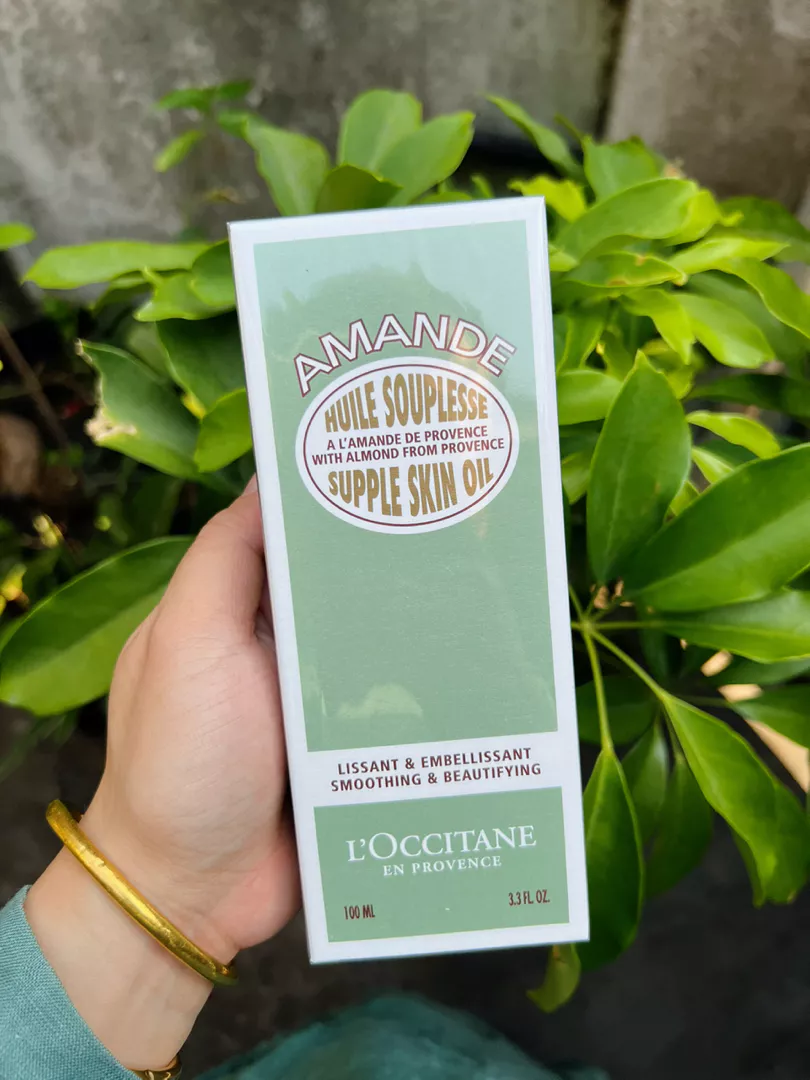 AMANDE
HUILE SOUPLESSE
A L'AMANDE DE PROVENCE
WITH ALMOND FROM PROVENCE
SUPPLE SKIN OIL
LISSANT & EMBELLISSANT
SMOOTHING & BEAUTIFYING
L'OCCITANE
EN PROVENCE
100 ML 3.3 FL. OZ.